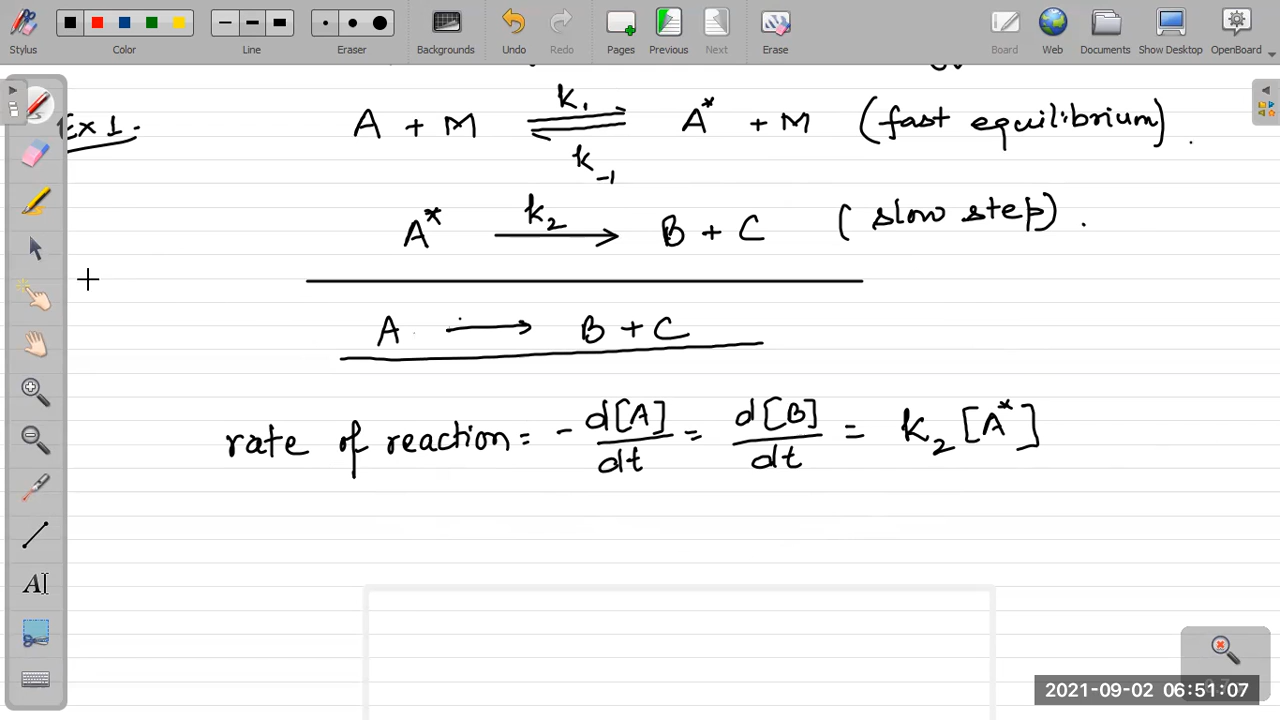 Stylus Color Line Eraser Backgrounds Undo Redo Pages Previous Next Erase Board Web Documents Show Desktop OpenBoard
Ex 1.
A + M ⇌ A* + M (fast equilibrium).
k₁
k₋₁
A* —k₂→ B + C (slow step).
A → B + C
rate of reaction = - d[A]/dt = d[B]/dt = k₂[A*]
2021-09-02 06:51:07